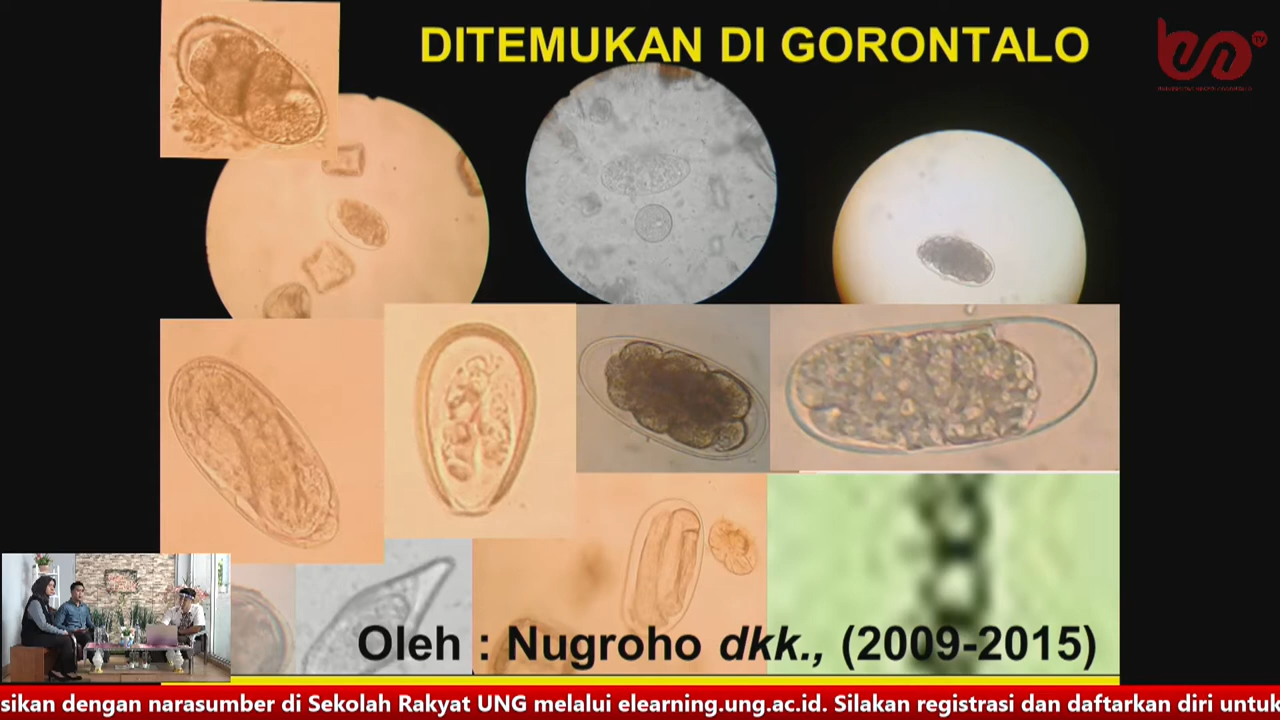 DITEMUKAN DI GORONTALO
TV
Oleh : Nugroho dkk., (2009-2015)
sikan dengan narasumber di Sekolah Rakyat UNG melalui elearning.ung.ac.id. Silakan registrasi dan daftarkan diri untuk